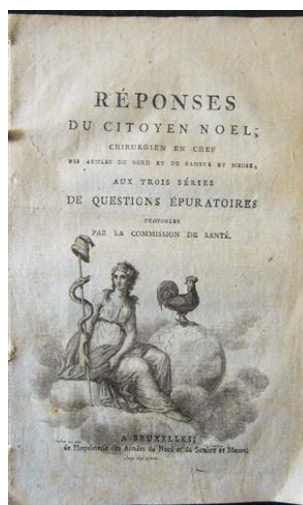 RÉPONSES
DU CITOYEN NOEL,
CHIRURGIEN EN CHEF
DES ARMÉES DU NORD ET DE SAMBRE ET MEUSE,
AUX TROIS SÉRIES
DE QUESTIONS ÉPURATOIRES
PROPOSÉES
PAR LA COMMISSION DE SANTÉ.
A BRUXELLES;
de l'Imprimerie des Armées du Nord et de Sambre et Meuse.